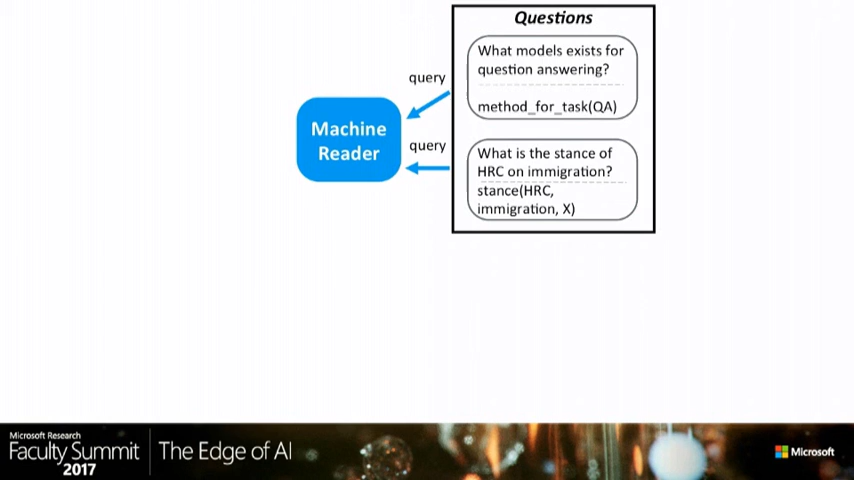 Questions
What models exists for
question answering?
method_for_task(QA)
query
Machine
Reader
query
What is the stance of
HRC on immigration?
stance(HRC,
immigration, X)
Microsoft Research
Faculty Summit
2017
The Edge of AI
Microsoft